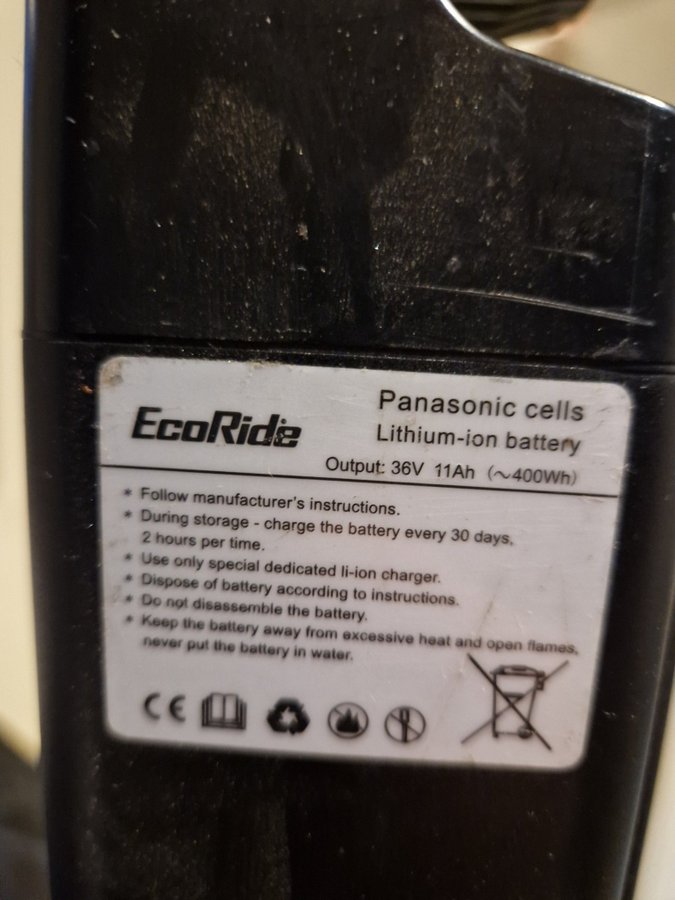 EcoRide
Panasonic cells
Lithium-ion battery
Output: 36V 11Ah (~400Wh)
* Follow manufacturer's instructions.
* During storage - charge the battery every 30 days,
2 hours per time.
* Use only special dedicated li-ion charger.
* Dispose of battery according to instructions.
* Do not disassemble the battery.
* Keep the battery away from excessive heat and open flames,
never put the battery in water.
CE